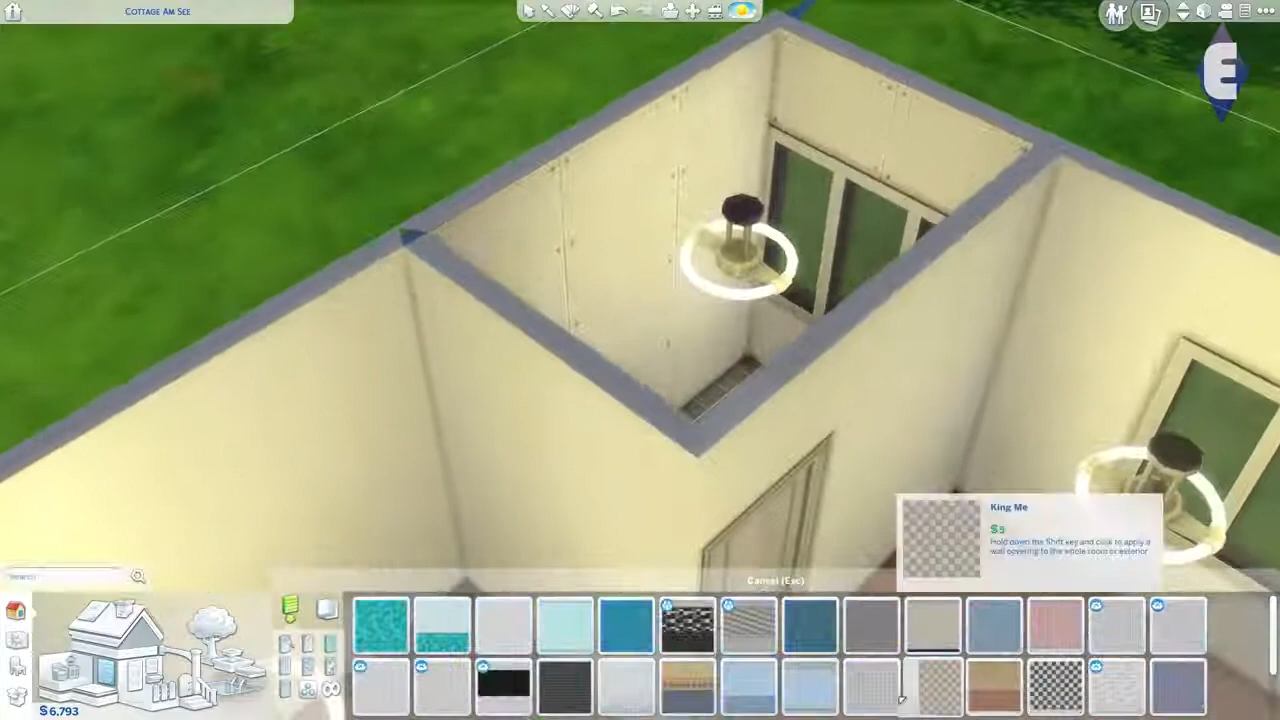 Cottage Am See
E
King Me
§5
Hold down the Shift key and click to apply a
wall covering to the whole room or exterior
Search
Cancel (Esc)
§6,793